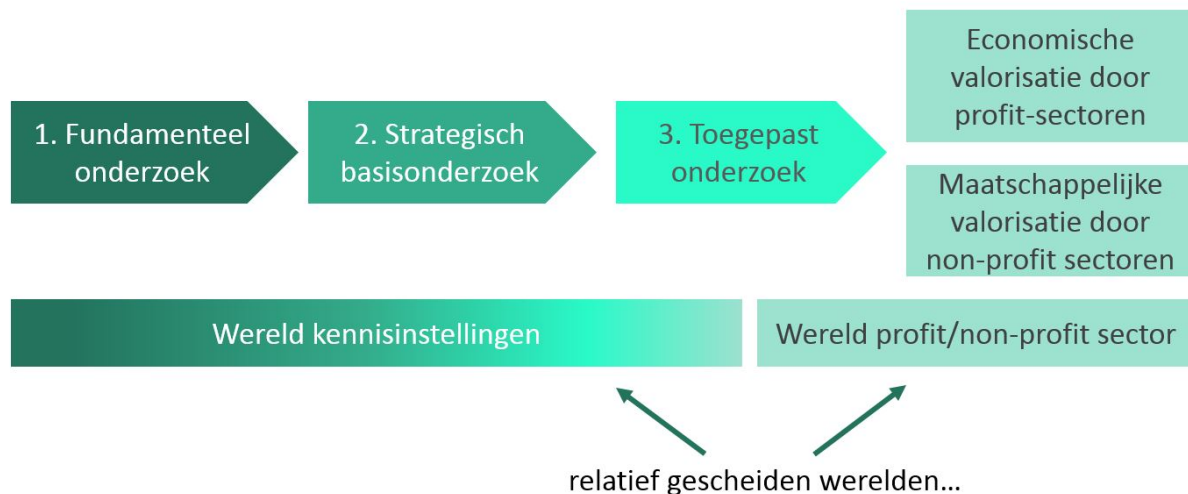 1. Fundamenteel
onderzoek
2. Strategisch
basisonderzoek
3. Toegepast
onderzoek
Economische
valorisatie door
profit-sectoren
Maatschappelijke
valorisatie door
non-profit sectoren
Wereld kennisinstellingen
Wereld profit/non-profit sector
relatief gescheiden werelden…